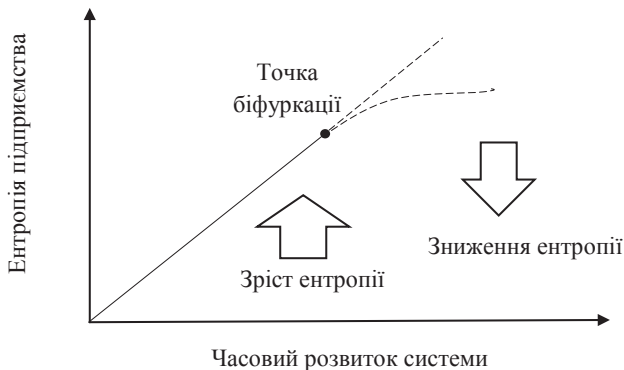 Ентропія підприємства
Точка
біфуркації
Зниження ентропії
Зріст ентропії
Часовий розвиток системи